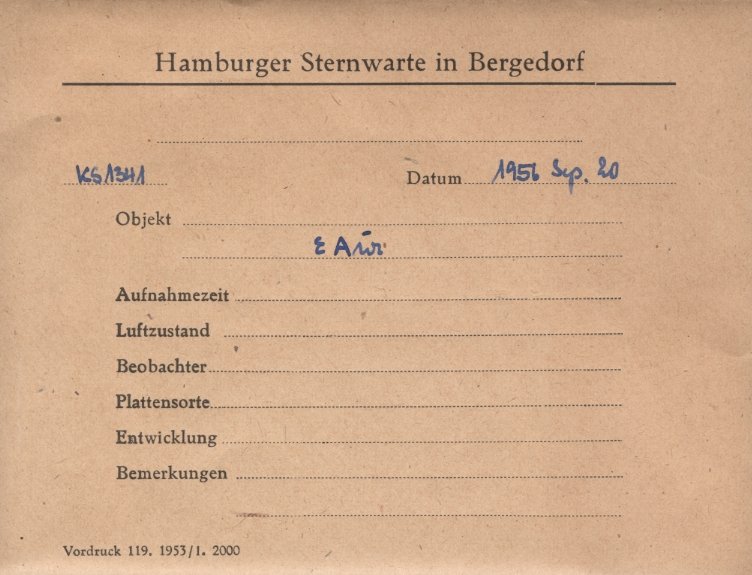 Hamburger Sternwarte in Bergedorf
KS1341 Datum 1956 Sep. 20
Objekt
ε Aur
Aufnahmezeit
Luftzustand
Beobachter
Plattensorte
Entwicklung
Bemerkungen
Vordruck 119. 1953/1. 2000